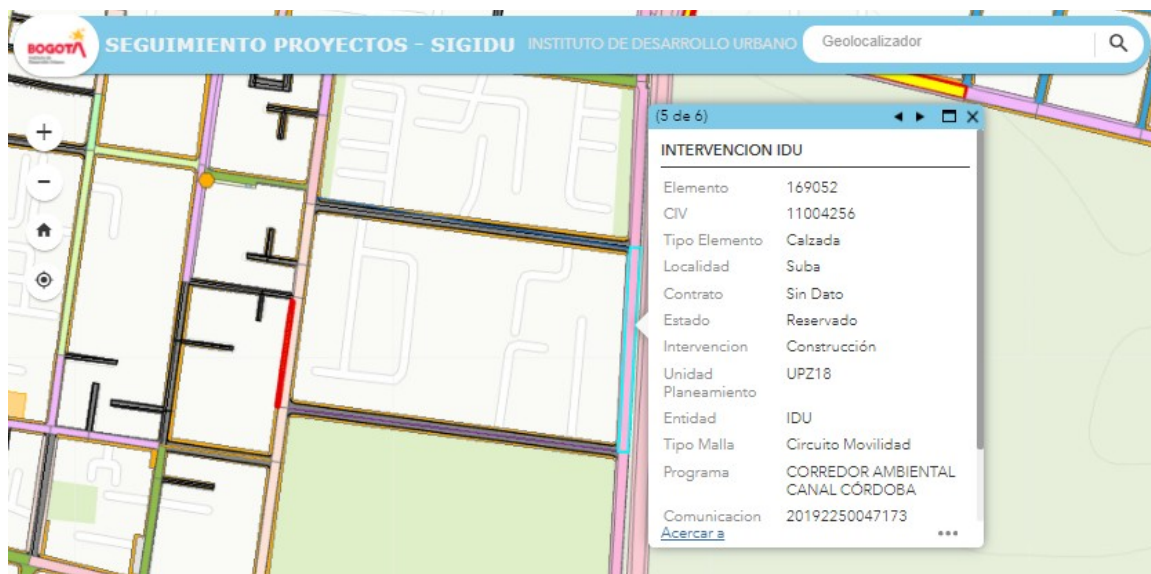 BOGOTÁ
SEGUIMIENTO PROYECTOS - SIGIDU INSTITUTO DE DESARROLLO URBANO
Geolocalizador
+
-
(5 de 6)
INTERVENCION IDU
Elemento 169052
CIV 11004256
Tipo Elemento Calzada
Localidad Suba
Contrato Sin Dato
Estado Reservado
Intervencion Construcción
Unidad UPZ18
Planeamiento
Entidad IDU
Tipo Malla Circuito Movilidad
Programa CORREDOR AMBIENTAL
CANAL CÓRDOBA
Comunicacion 20192250047173
Acercar a